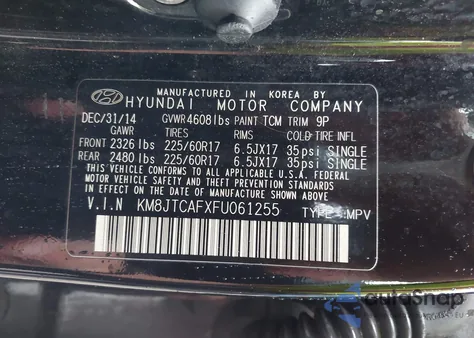 MANUFACTURED IN KOREA BY
HYUNDAI MOTOR COMPANY
DEC/31/14 GVWR 4608lbs PAINT TCM TRIM 9P
GAWR TIRES RIMS COLD TIRE INFL
FRONT 2326 lbs 225/60R17 6.5JX17 35psi SINGLE
REAR 2480 lbs 225/60R17 6.5JX17 35psi SINGLE
THIS VEHICLE CONFORMS TO ALL
APPLICABLE U.S.A. FEDERAL MOTOR
VEHICLE SAFETY, BUMPER, AND THEFT
PREVENTION STANDARDS IN EFFECT ON
THE DATE OF MANUFACTURE SHOWN ABOVE.
V.I.N KM8JTCAFXFU061255 TYPE : MPV
autoSnap